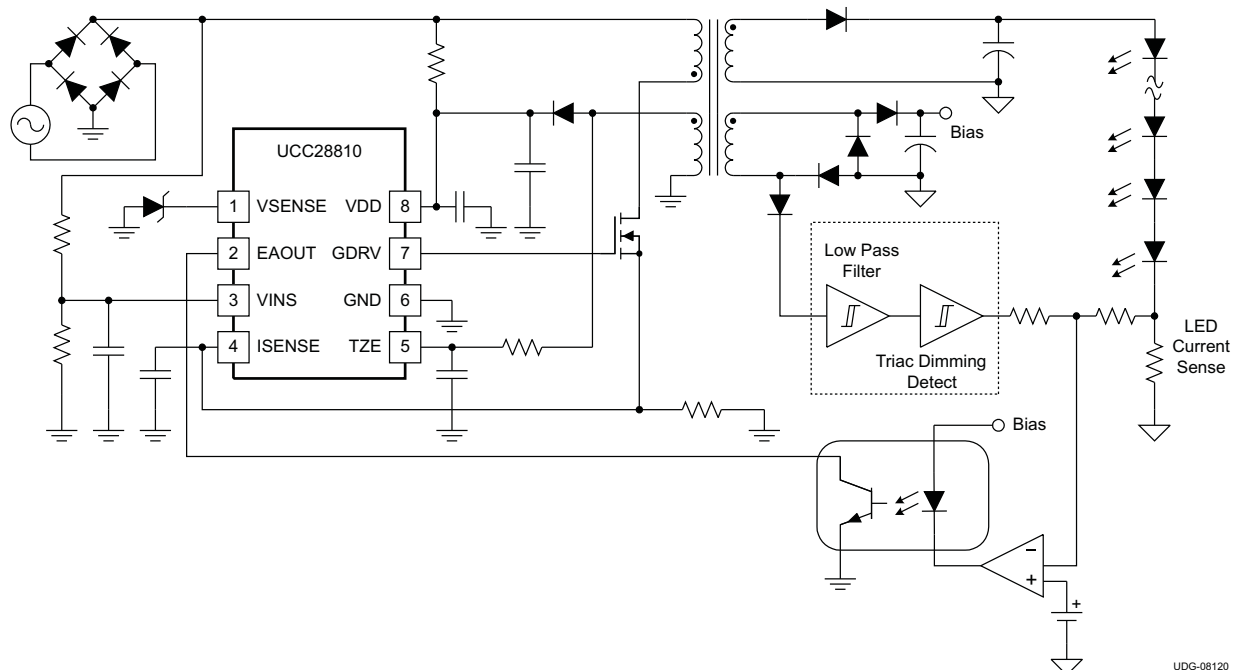 UCC28810
1 VSENSE VDD 8
2 EAOUT GDRV 7
3 VINS GND 6
4 ISENSE TZE 5
Bias
Low Pass
Filter
Triac Dimming
Detect
LED
Current
Sense
Bias
−
+
+
UDG-08120